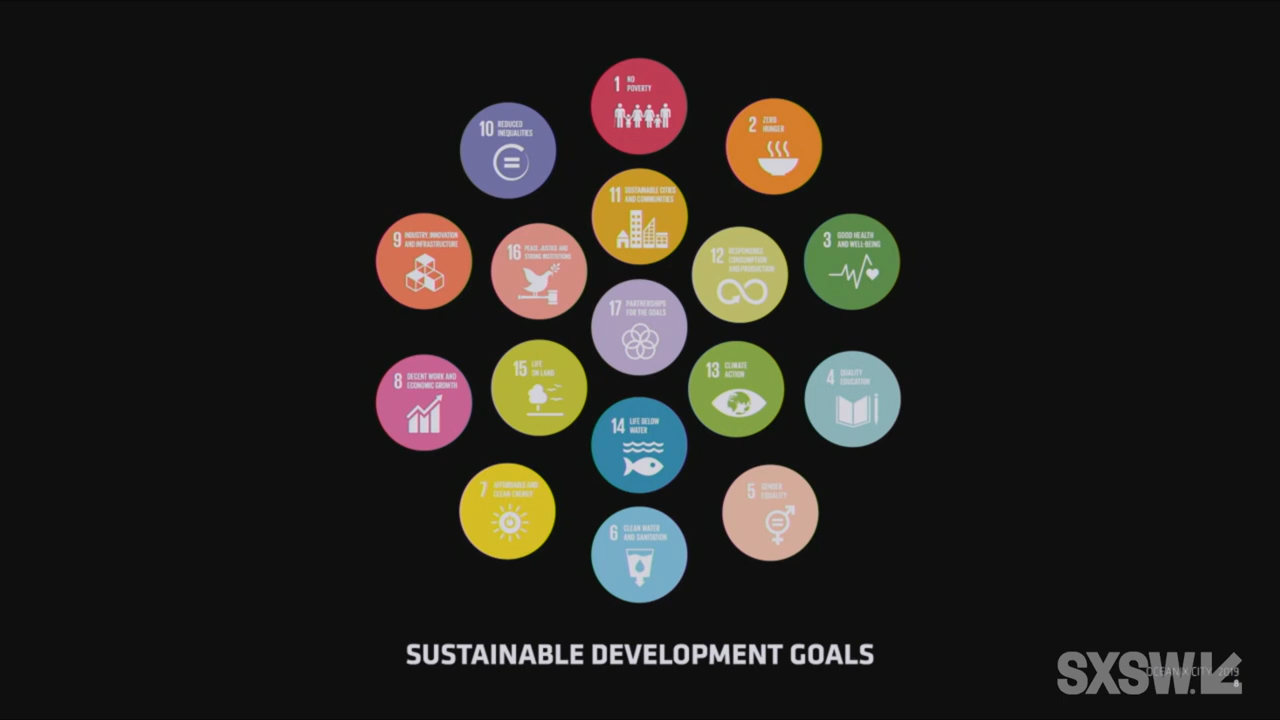 1 NO
POVERTY
2 ZERO
HUNGER
3 GOOD HEALTH
AND WELL-BEING
4 QUALITY
EDUCATION
5 GENDER
EQUALITY
6 CLEAN WATER
AND SANITATION
7 AFFORDABLE AND
CLEAN ENERGY
8 DECENT WORK AND
ECONOMIC GROWTH
9 INDUSTRY, INNOVATION
AND INFRASTRUCTURE
10 REDUCED
INEQUALITIES
11 SUSTAINABLE CITIES
AND COMMUNITIES
12 RESPONSIBLE
CONSUMPTION
AND PRODUCTION
13 CLIMATE
ACTION
14 LIFE BELOW
WATER
15 LIFE
ON LAND
16 PEACE, JUSTICE AND
STRONG INSTITUTIONS
17 PARTNERSHIPS
FOR THE GOALS
SUSTAINABLE DEVELOPMENT GOALS
SXSW.
OCEANIX CITY 2019
8